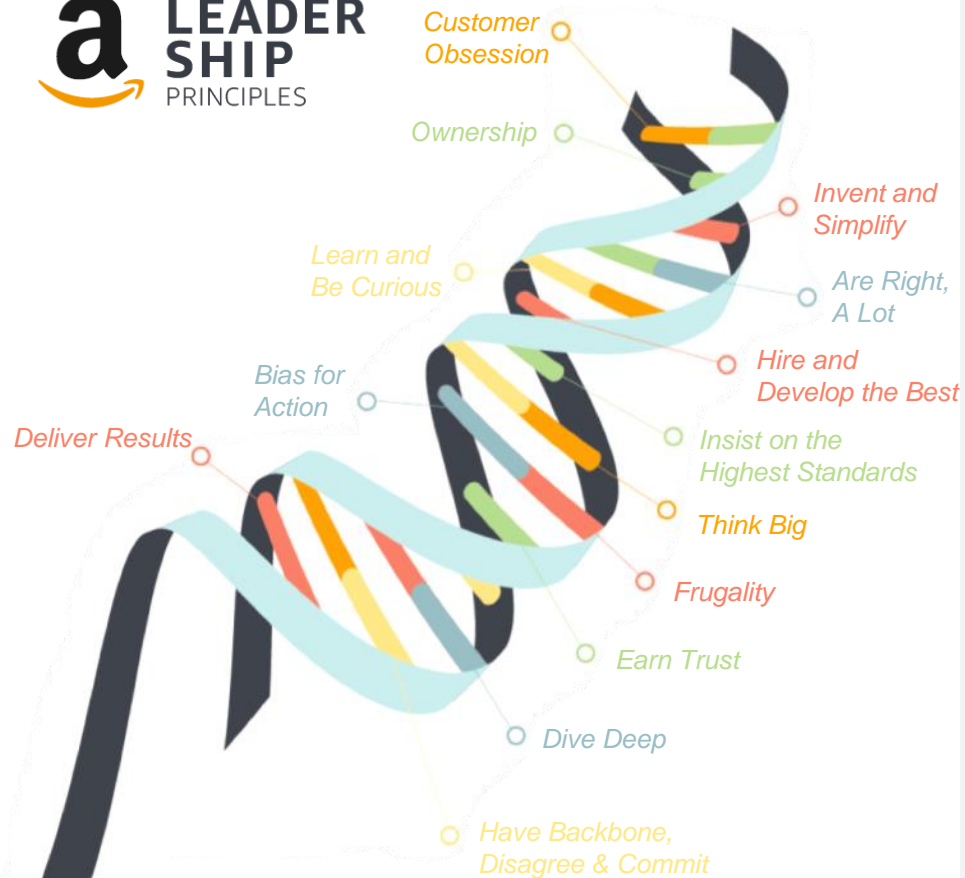 a
LEADER
SHIP
PRINCIPLES
Customer
Obsession
Ownership
Invent and
Simplify
Learn and
Be Curious
Are Right,
A Lot
Hire and
Develop the Best
Bias for
Action
Deliver Results
Insist on the
Highest Standards
Think Big
Frugality
Earn Trust
Dive Deep
Have Backbone,
Disagree & Commit